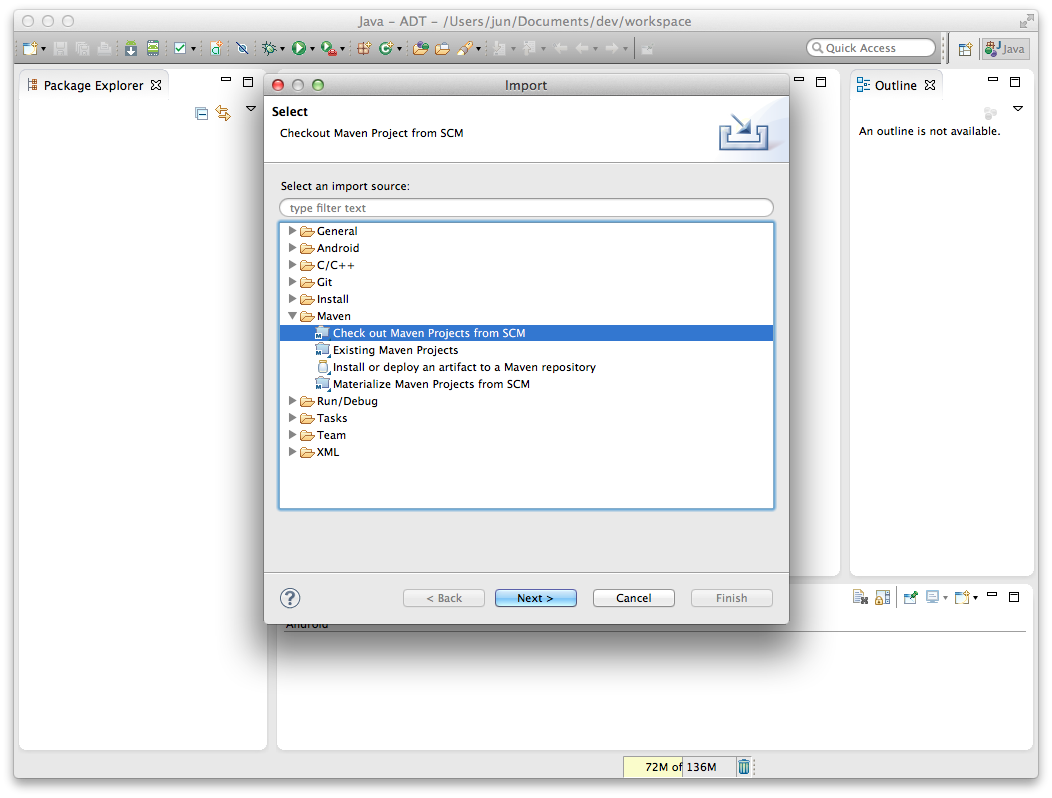 Java – ADT – /Users/jun/Documents/dev/workspace
Quick Access
Java
Package Explorer
Import
Outline
Select
Checkout Maven Project from SCM
An outline is not available.
Select an import source:
type filter text
General
Android
C/C++
Git
Install
Maven
Check out Maven Projects from SCM
Existing Maven Projects
Install or deploy an artifact to a Maven repository
Materialize Maven Projects from SCM
Run/Debug
Tasks
Team
XML
? < Back Next > Cancel Finish
Android
72M of 136M